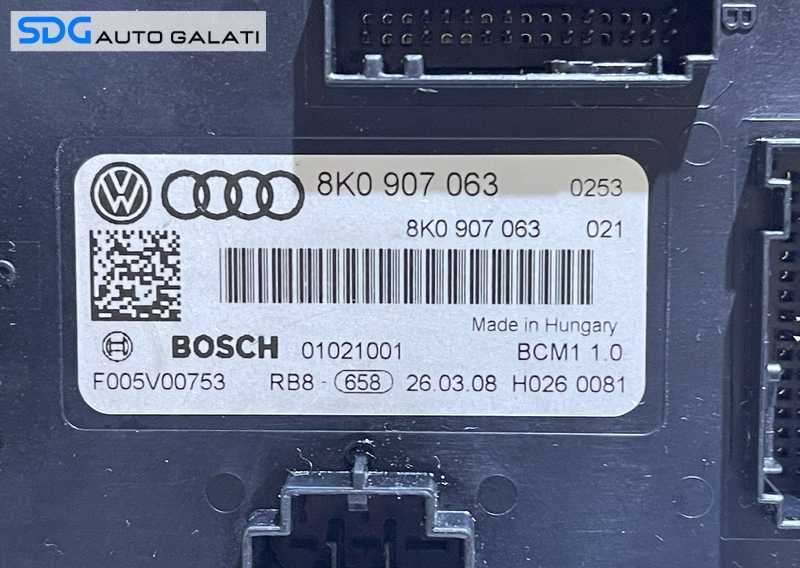 SDG AUTO GALATI
B
8K0 907 063 0253
8K0 907 063 021
Made in Hungary
BOSCH 01021001 BCM1 1.0
F005V00753 RB8 - 658 26.03.08 H026 0081